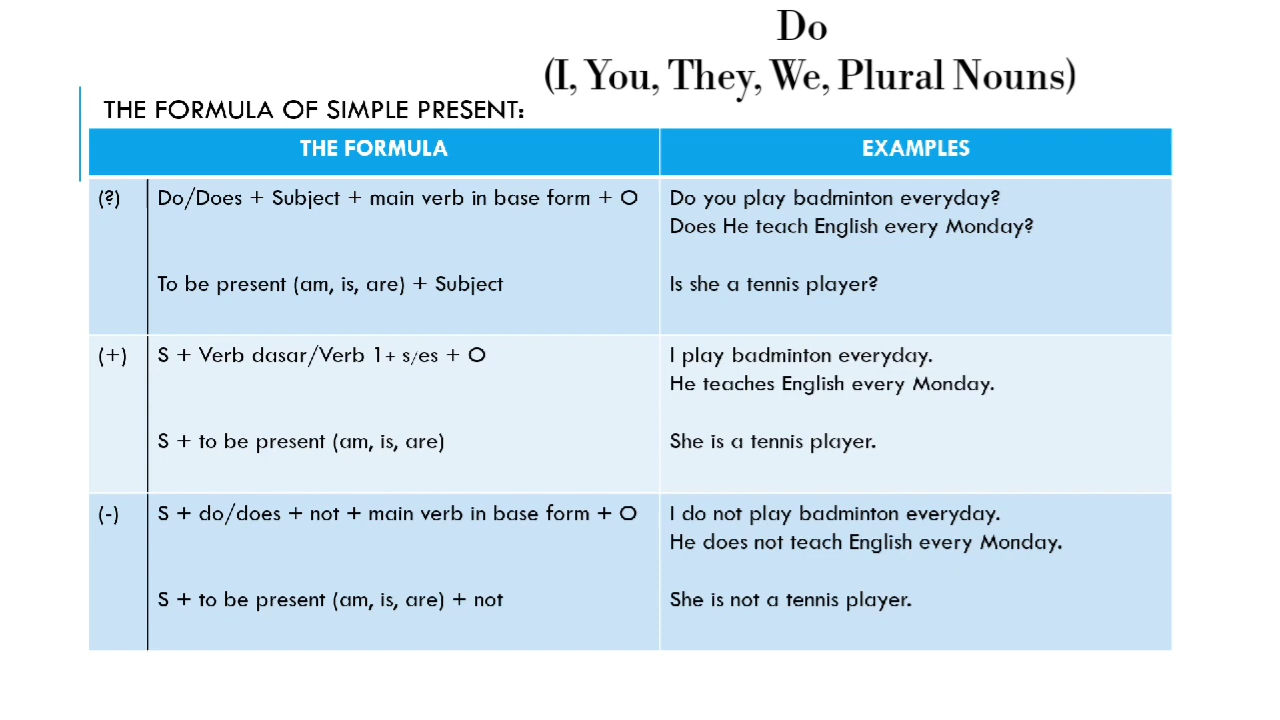 Do
(I, You, They, We, Plural Nouns)
THE FORMULA OF SIMPLE PRESENT:
THE FORMULA EXAMPLES
(?) Do/Does + Subject + main verb in base form + O Do you play badminton everyday?
Does He teach English every Monday?
To be present (am, is, are) + Subject Is she a tennis player?
(+) S + Verb dasar/Verb 1+ s/es + O I play badminton everyday.
He teaches English every Monday.
S + to be present (am, is, are) She is a tennis player.
(-) S + do/does + not + main verb in base form + O I do not play badminton everyday.
He does not teach English every Monday.
S + to be present (am, is, are) + not She is not a tennis player.